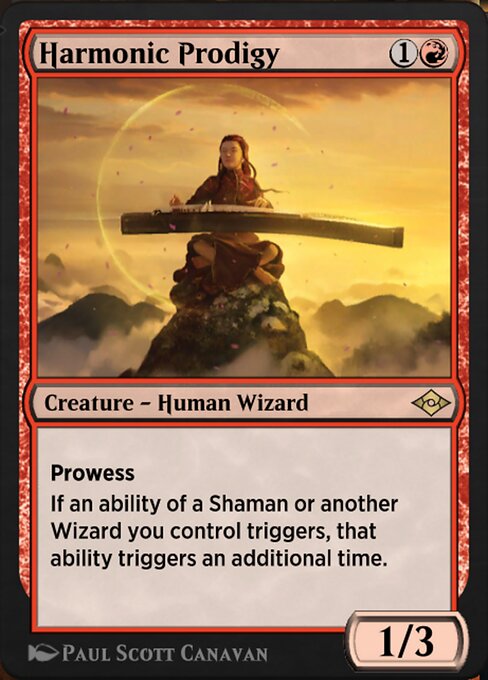 Harmonic Prodigy 1
Creature – Human Wizard
Prowess
If an ability of a Shaman or another
Wizard you control triggers, that
ability triggers an additional time.
1/3
Paul Scott Canavan